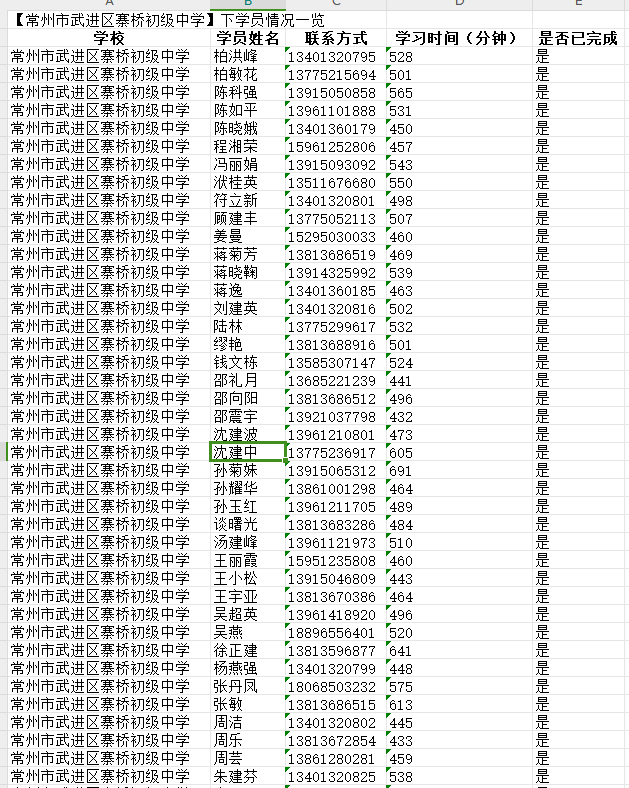 A B C D E
【常州市武进区寨桥初级中学】下学员情况一览
学校 学员姓名 联系方式 学习时间（分钟） 是否已完成
常州市武进区寨桥初级中学 柏洪峰 13401320795 528 是
常州市武进区寨桥初级中学 柏敏花 13775215694 501 是
常州市武进区寨桥初级中学 陈科强 13915050858 565 是
常州市武进区寨桥初级中学 陈如平 13961101888 531 是
常州市武进区寨桥初级中学 陈晓娥 13401360179 450 是
常州市武进区寨桥初级中学 程湘荣 15961252806 457 是
常州市武进区寨桥初级中学 冯丽娟 13915093092 543 是
常州市武进区寨桥初级中学 洑桂英 13511676680 550 是
常州市武进区寨桥初级中学 符立新 13401320801 498 是
常州市武进区寨桥初级中学 顾建丰 13775052113 507 是
常州市武进区寨桥初级中学 姜曼 15295030033 460 是
常州市武进区寨桥初级中学 蒋菊芳 13813686519 469 是
常州市武进区寨桥初级中学 蒋晓鞠 13914325992 539 是
常州市武进区寨桥初级中学 蒋逸 13401360185 463 是
常州市武进区寨桥初级中学 刘建英 13401320816 502 是
常州市武进区寨桥初级中学 陆林 13775299617 532 是
常州市武进区寨桥初级中学 缪艳 13813688916 501 是
常州市武进区寨桥初级中学 钱文栋 13585307147 524 是
常州市武进区寨桥初级中学 邵礼月 13685221239 441 是
常州市武进区寨桥初级中学 邵向阳 13813686512 496 是
常州市武进区寨桥初级中学 邵震宇 13921037798 432 是
常州市武进区寨桥初级中学 沈建波 13961210801 473 是
常州市武进区寨桥初级中学 沈建中 13775236917 605 是
常州市武进区寨桥初级中学 孙菊妹 13915065312 691 是
常州市武进区寨桥初级中学 孙耀华 13861001298 464 是
常州市武进区寨桥初级中学 孙玉红 13961211705 489 是
常州市武进区寨桥初级中学 谈曙光 13813683286 484 是
常州市武进区寨桥初级中学 汤建峰 13961121973 510 是
常州市武进区寨桥初级中学 王丽霞 15951235808 460 是
常州市武进区寨桥初级中学 王小松 13915046809 443 是
常州市武进区寨桥初级中学 王宇亚 13813670386 464 是
常州市武进区寨桥初级中学 吴超英 13961418920 496 是
常州市武进区寨桥初级中学 吴燕 18896556401 520 是
常州市武进区寨桥初级中学 徐正建 13813596877 641 是
常州市武进区寨桥初级中学 杨燕强 13401320799 448 是
常州市武进区寨桥初级中学 张丹凤 18068503232 575 是
常州市武进区寨桥初级中学 张敏 13813686515 613 是
常州市武进区寨桥初级中学 周洁 13401320802 445 是
常州市武进区寨桥初级中学 周乐 13813672854 433 是
常州市武进区寨桥初级中学 周芸 13861280281 459 是
常州市武进区寨桥初级中学 朱建芬 13401320825 538 是